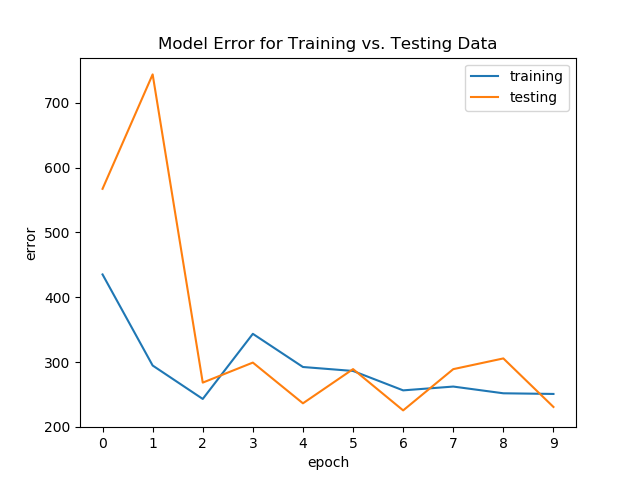 Model Error for Training vs. Testing Data
training
testing
error
700
600
500
400
300
200
0 1 2 3 4 5 6 7 8 9
epoch